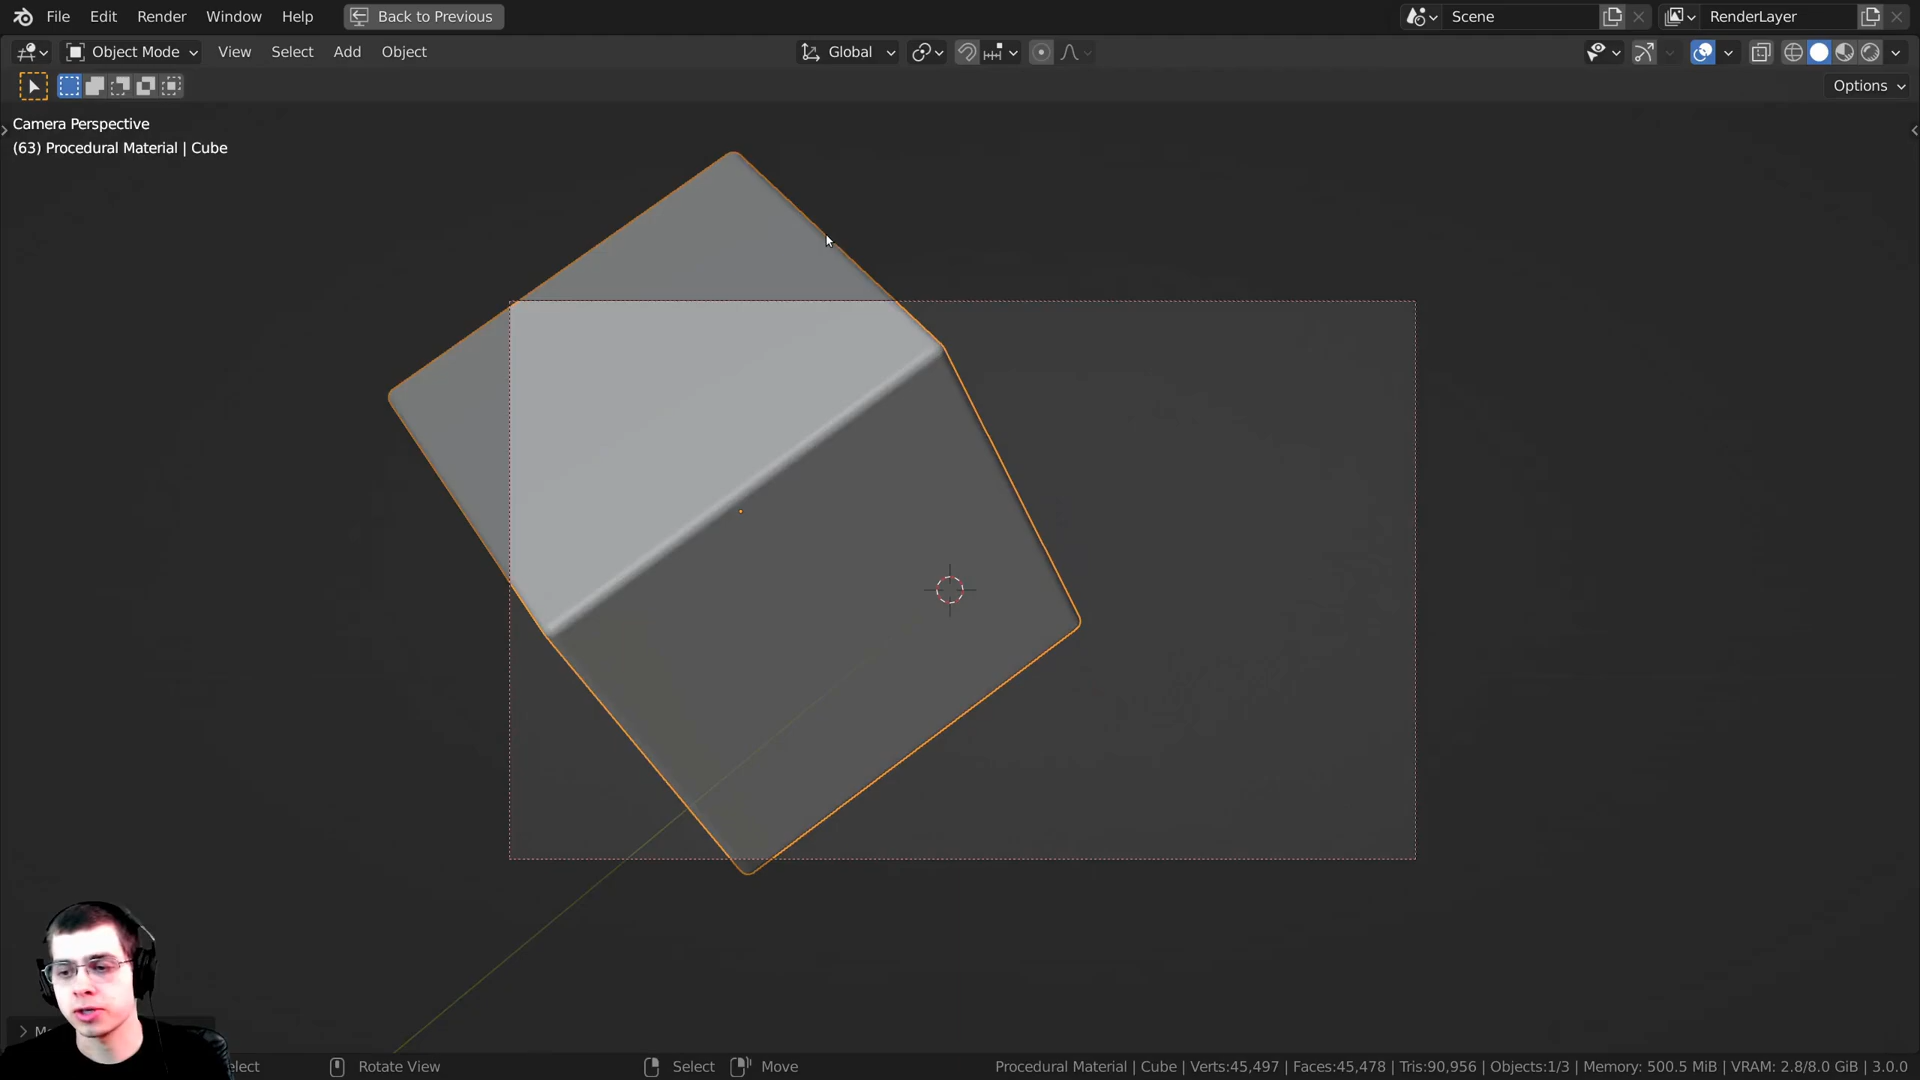 File Edit Render Window Help Back to Previous Scene RenderLayer
Object Mode View Select Add Object Global
Options
Camera Perspective
(63) Procedural Material | Cube
Rotate View Select Move Procedural Material | Cube | Verts:45,497 | Faces:45,478 | Tris:90,956 | Objects:1/3 | Memory: 500.5 MiB | VRAM: 2.8/8.0 GiB | 3.0.0